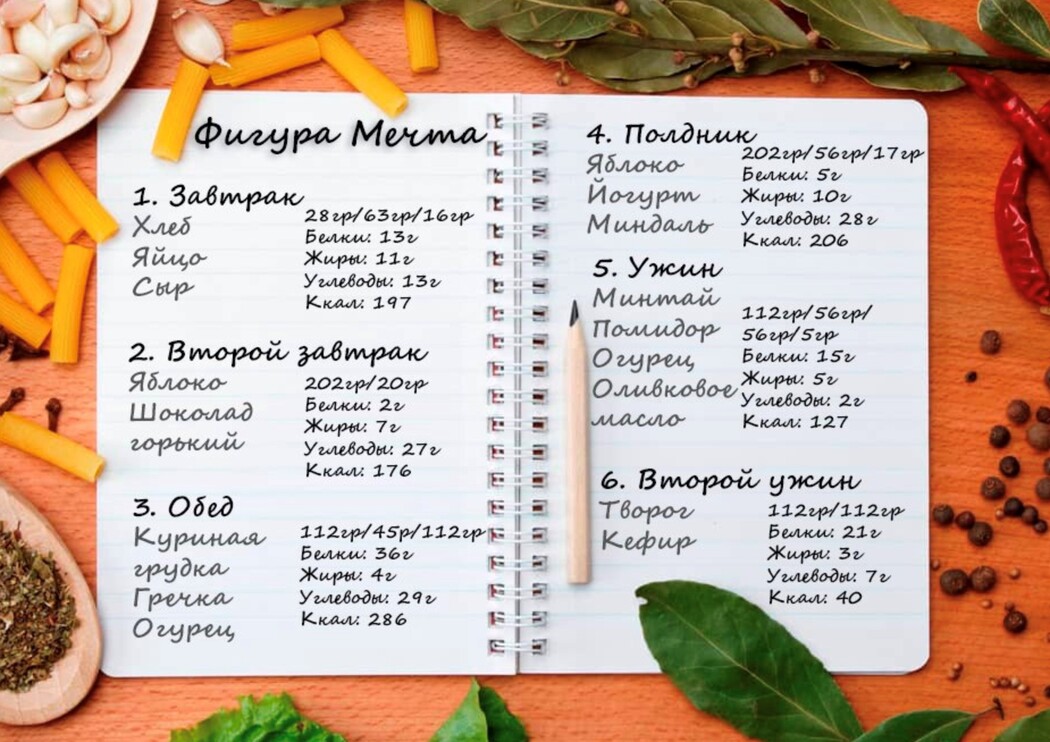 Фигура Мечта
1. Завтрак
Хлеб
Яйцо
Сыр
28гр/63гр/16гр
Белки: 13г
Жиры: 11г
Углеводы: 13г
Ккал: 197
2. Второй завтрак
Яблоко
Шоколад
горький
202гр/20гр
Белки: 2г
Жиры: 7г
Углеводы: 27г
Ккал: 176
3. Обед
Куриная
грудка
Гречка
Огурец
112гр/45р/112гр
Белки: 36г
Жиры: 4г
Углеводы: 29г
Ккал: 286
4. Полдник
Яблоко
Йогурт
Миндаль
202гр/56гр/17гр
Белки: 5г
Жиры: 10г
Углеводы: 28г
Ккал: 206
5. Ужин
Минтай
Помидор
Огурец
Оливковое
масло
112гр/56гр/
56гр/5гр
Белки: 15г
Жиры: 5г
Углеводы: 2г
Ккал: 127
6. Второй ужин
Творог
Кефир
112гр/112гр
Белки: 21г
Жиры: 3г
Углеводы: 7г
Ккал: 40